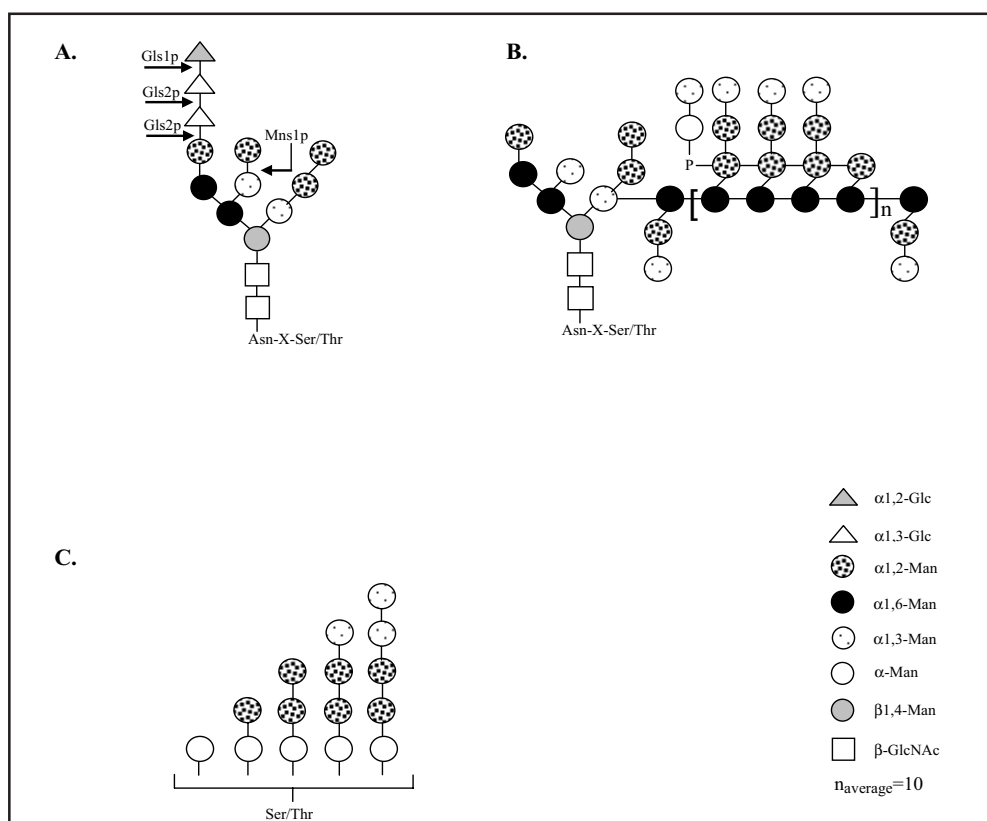 A.
Gls1p
Gls2p
Gls2p
Mns1p
Asn-X-Ser/Thr
B.
P
[ ]n
Asn-X-Ser/Thr
C.
Ser/Thr
α1,2-Glc
α1,3-Glc
α1,2-Man
α1,6-Man
α1,3-Man
α-Man
β1,4-Man
β-GlcNAc
naverage=10